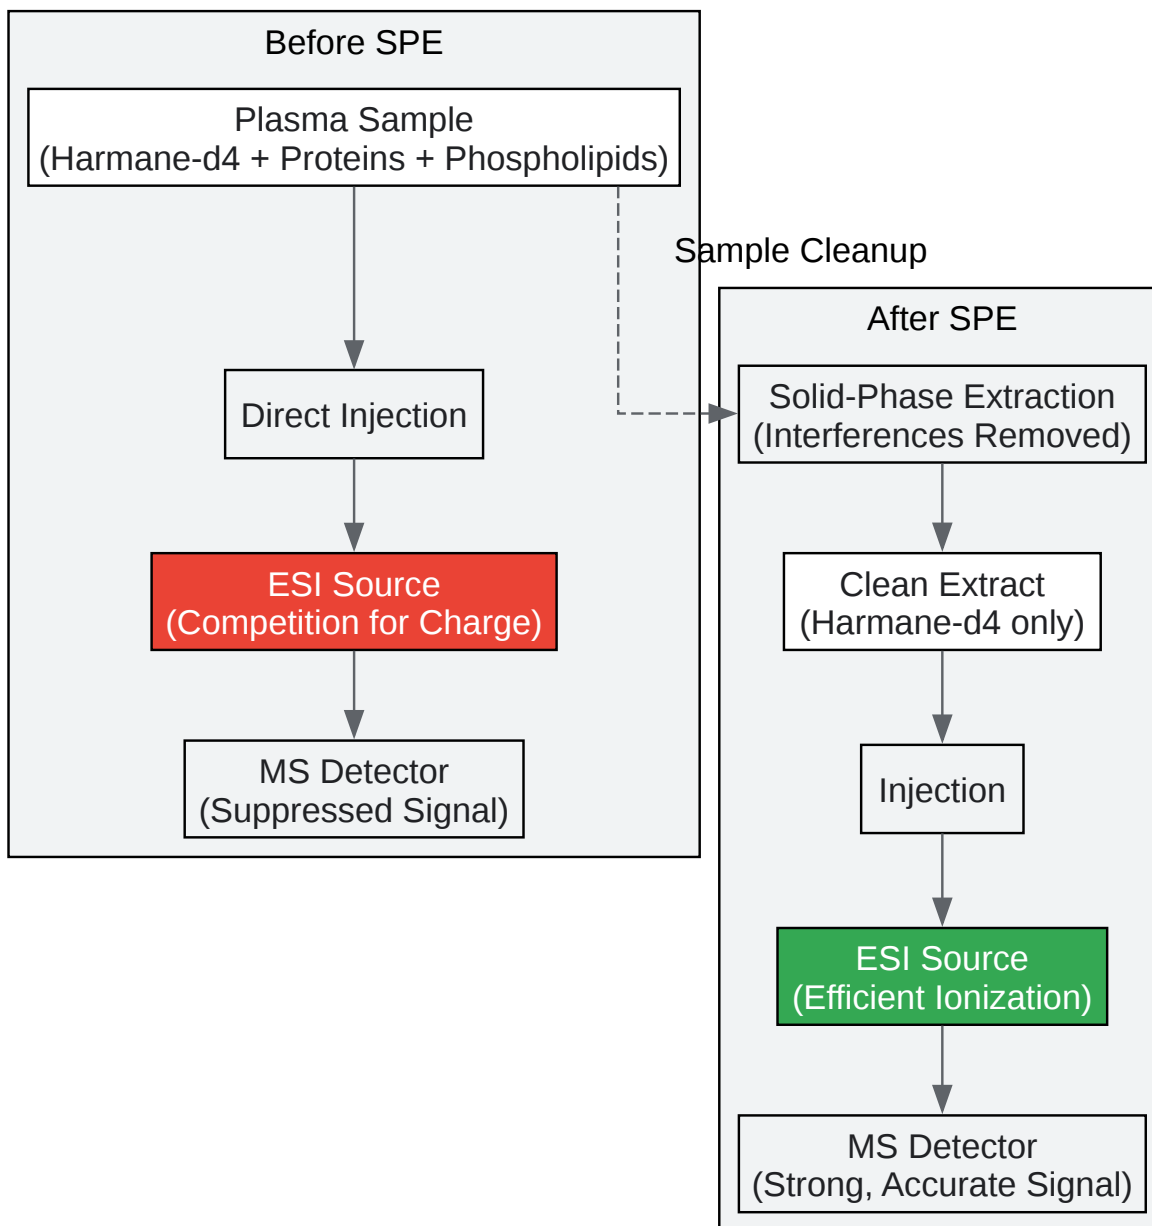 Before SPE
Plasma Sample
(Harmane-d4 + Proteins + Phospholipids)
Direct Injection
ESI Source
(Competition for Charge)
MS Detector
(Suppressed Signal)
Sample Cleanup
After SPE
Solid-Phase Extraction
(Interferences Removed)
Clean Extract
(Harmane-d4 only)
Injection
ESI Source
(Efficient Ionization)
MS Detector
(Strong, Accurate Signal)